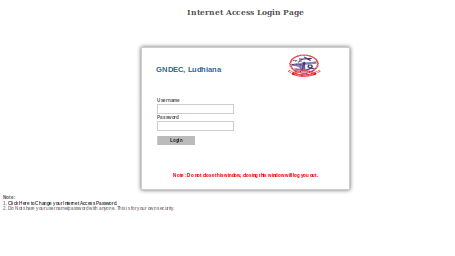 Internet Access Login Page
GNDEC, Ludhiana
Username
Password
Login
Note : Do not close this window, closing this window will log you out.
Note:
1. Click Here to Change your Internet Access Password.
2. Do Not share your username/password with anyone. This is for your own security.